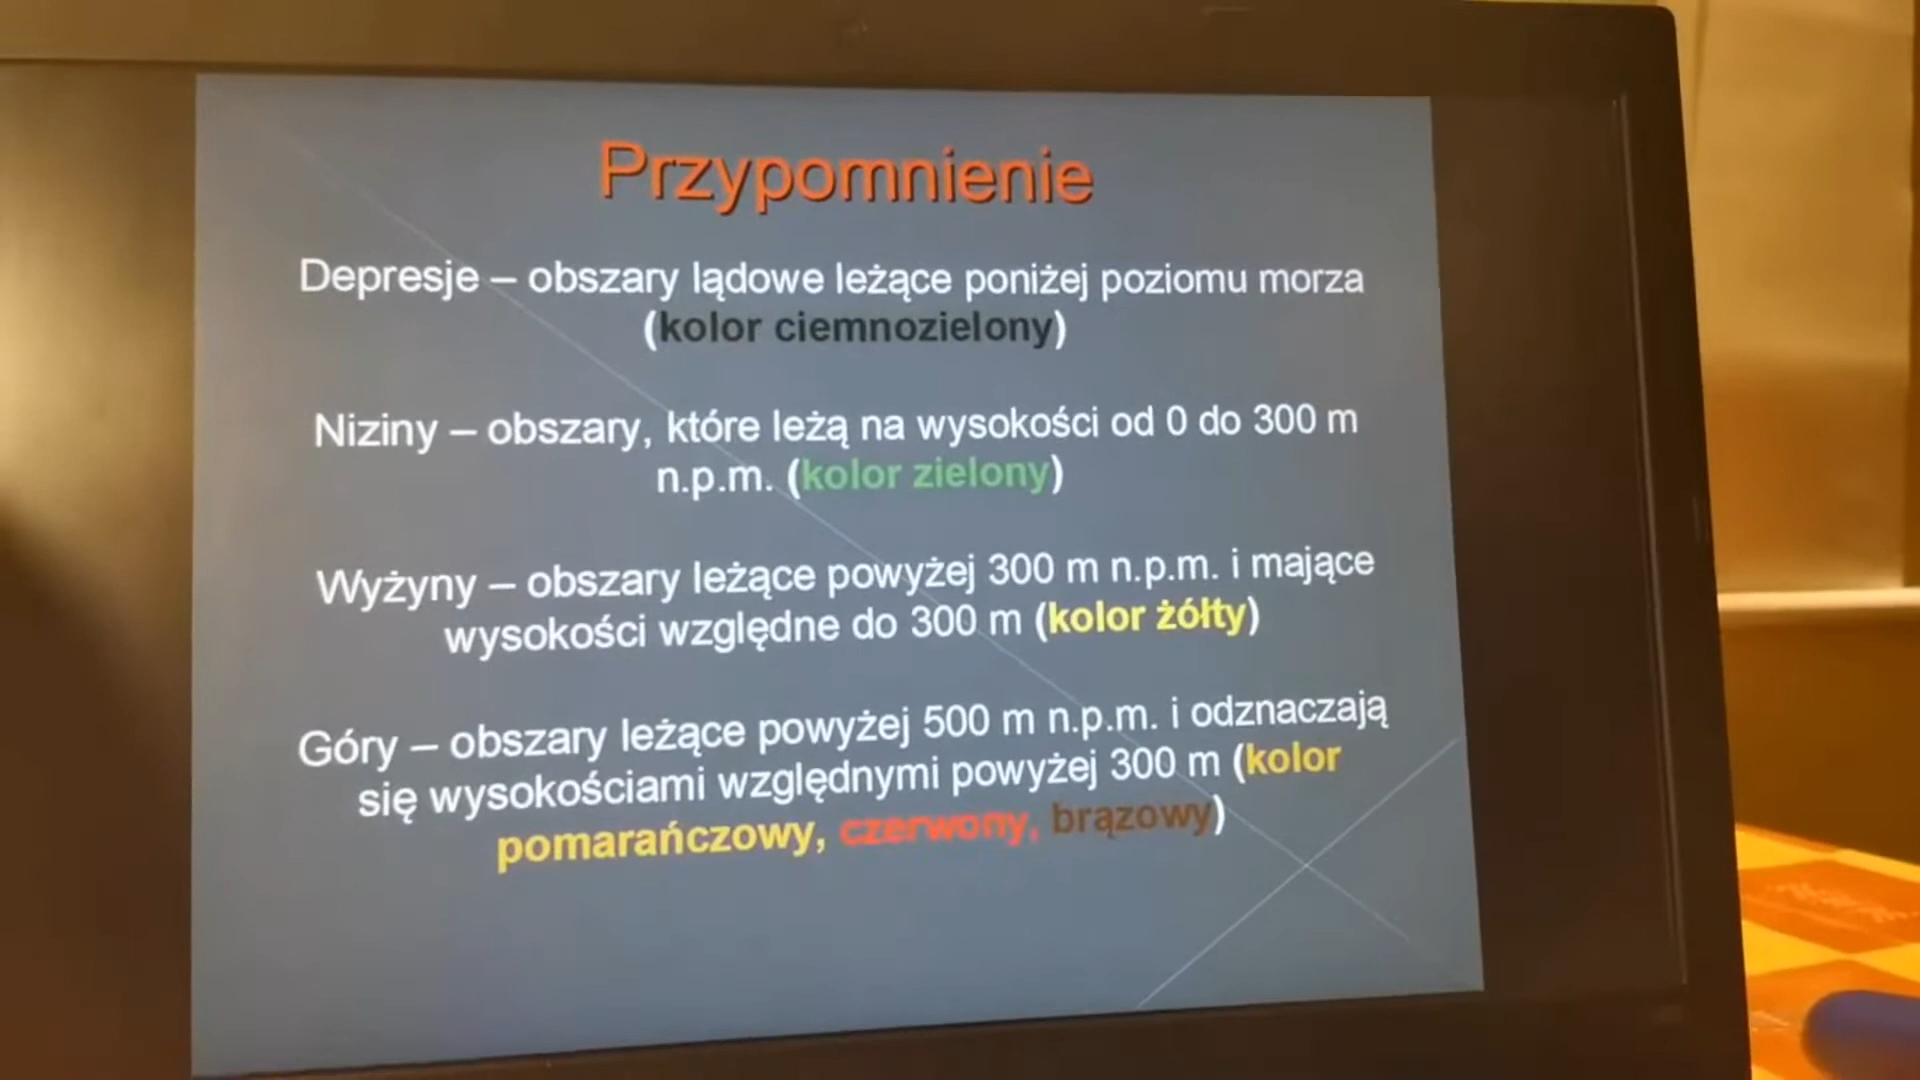 Przypomnienie
Depresje – obszary lądowe leżące poniżej poziomu morza
(kolor ciemnozielony)
Niziny – obszary, które leżą na wysokości od 0 do 300 m
n.p.m. (kolor zielony)
Wyżyny – obszary leżące powyżej 300 m n.p.m. i mające
wysokości względne do 300 m (kolor żółty)
Góry – obszary leżące powyżej 500 m n.p.m. i odznaczają
się wysokościami względnymi powyżej 300 m (kolor
pomarańczowy, czerwony, brązowy)